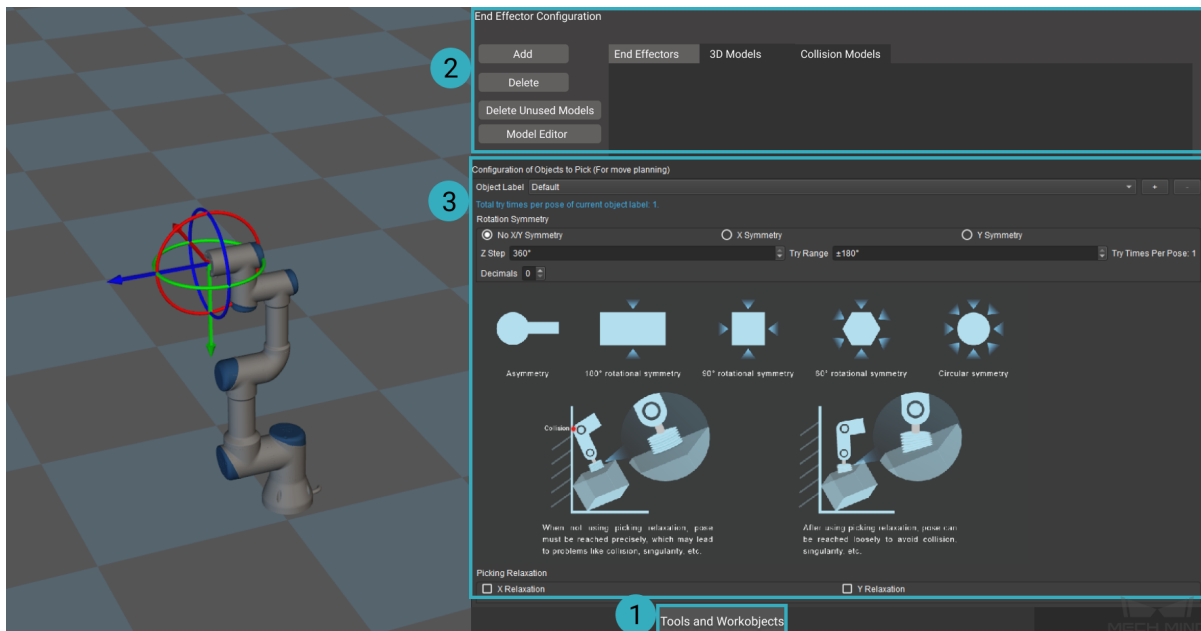 End Effector Configuration
2
Add
Delete
Delete Unused Models
Model Editor
End Effectors 3D Models Collision Models
3
Configuration of Objects to Pick (For move planning)
Object Label Default + -
Total try times per pose of current object label: 1.
Rotation Symmetry
No X/Y Symmetry X Symmetry Y Symmetry
Z Step 360° Try Range ±180° Try Times Per Pose: 1
Decimals 0
Asymmetry 180° rotational symmetry 90° rotational symmetry 60° rotational symmetry Circular symmetry
Collision
When not using picking relaxation, pose
must be reached precisely, which may lead
to problems like collision, singularity, etc.
After using picking relaxation, pose can
be reached loosely to avoid collision,
singularity, etc.
Picking Relaxation
X Relaxation Y Relaxation
1
Tools and Workobjects
MECH MIND